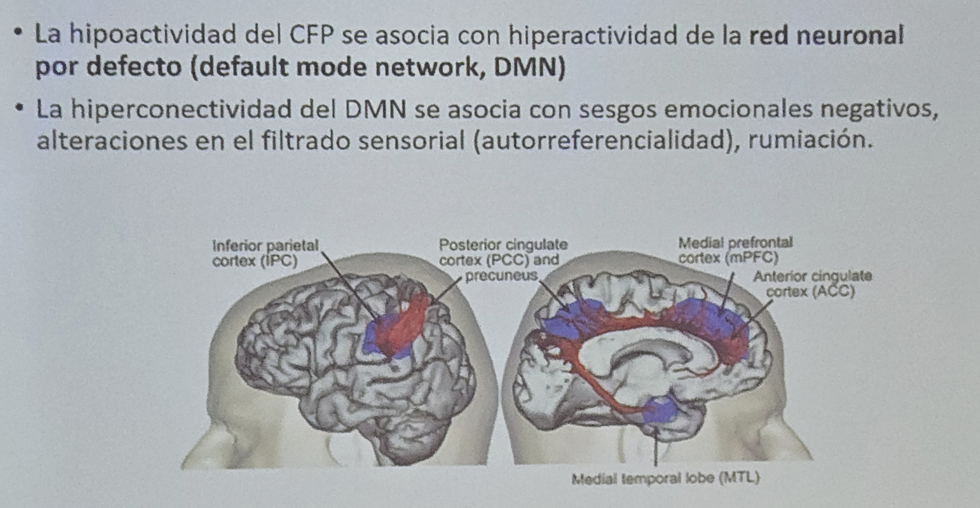 • La hipoactividad del CFP se asocia con hiperactividad de la red neuronal
por defecto (default mode network, DMN)
• La hiperconectividad del DMN se asocia con sesgos emocionales negativos,
alteraciones en el filtrado sensorial (autorreferencialidad), rumiación.
Inferior parietal
cortex (IPC)
Posterior cingulate
cortex (PCC) and
precuneus
Medial prefrontal
cortex (mPFC)
Anterior cingulate
cortex (ACC)
Medial temporal lobe (MTL)